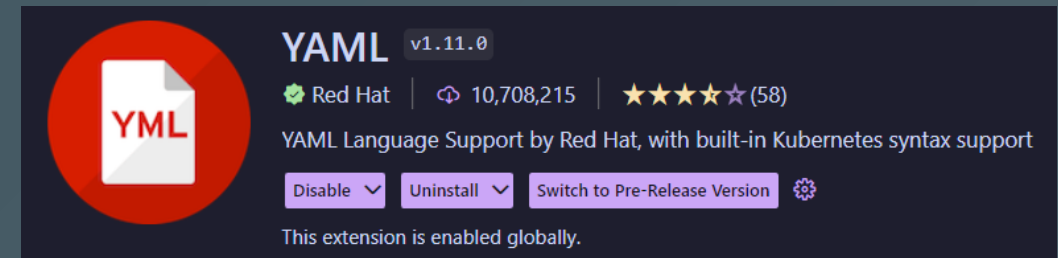 YML
YAML v1.11.0
Red Hat 10,708,215 (58)
YAML Language Support by Red Hat, with built-in Kubernetes syntax support
Disable Uninstall Switch to Pre-Release Version
This extension is enabled globally.